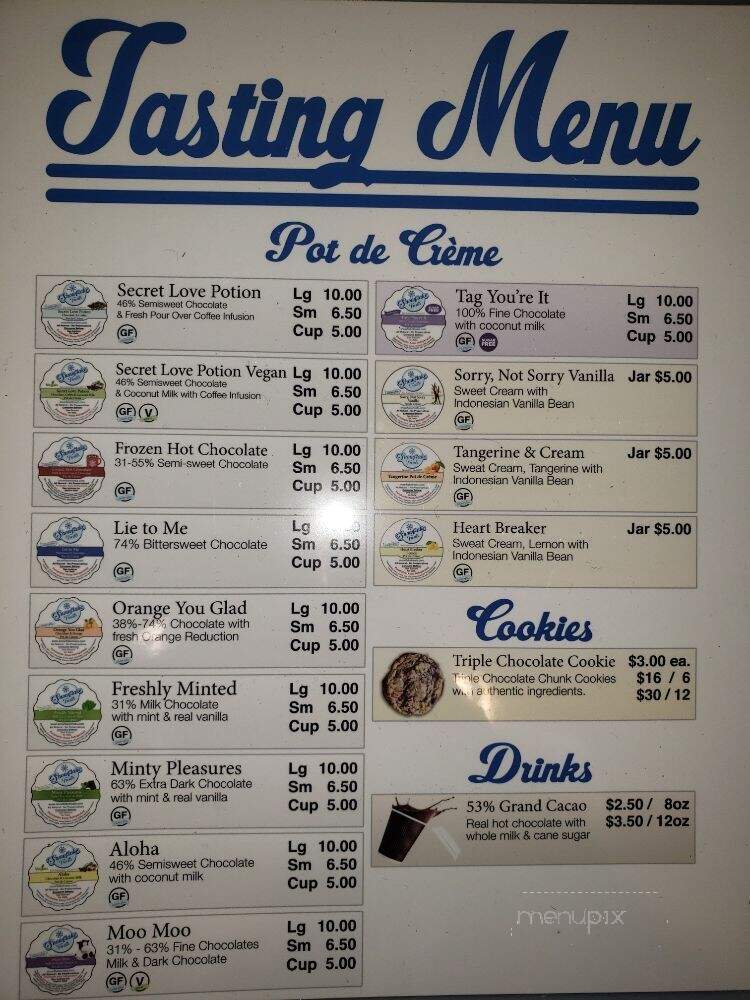 Tasting Menu
Pot de Crème
Secret Love Potion
46% Semisweet Chocolate
& Fresh Pour Over Coffee Infusion
GF
Lg 10.00
Sm 6.50
Cup 5.00
Secret Love Potion Vegan
46% Semisweet Chocolate
& Coconut Milk with Coffee Infusion
GF V
Lg 10.00
Sm 6.50
Cup 5.00
Frozen Hot Chocolate
31-55% Semi-sweet Chocolate
GF
Lg 10.00
Sm 6.50
Cup 5.00
Lie to Me
74% Bittersweet Chocolate
GF
Lg
Sm 6.50
Cup 5.00
Orange You Glad
38%-74% Chocolate with
fresh Orange Reduction
GF
Lg 10.00
Sm 6.50
Cup 5.00
Freshly Minted
31% Milk Chocolate
with mint & real vanilla
GF
Lg 10.00
Sm 6.50
Cup 5.00
Minty Pleasures
63% Extra Dark Chocolate
with mint & real vanilla
GF
Lg 10.00
Sm 6.50
Cup 5.00
Aloha
46% Semisweet Chocolate
with coconut milk
GF
Lg 10.00
Sm 6.50
Cup 5.00
Moo Moo
31% - 63% Fine Chocolates
Milk & Dark Chocolate
GF V
Lg 10.00
Sm 6.50
Cup 5.00
Tag You're It
100% Fine Chocolate
with coconut milk
GF SUGAR FREE
Lg 10.00
Sm 6.50
Cup 5.00
Sorry, Not Sorry Vanilla Jar $5.00
Sweet Cream with
Indonesian Vanilla Bean
GF
Tangerine & Cream Jar $5.00
Sweat Cream, Tangerine with
Indonesian Vanilla Bean
GF
Heart Breaker Jar $5.00
Sweat Cream, Lemon with
Indonesian Vanilla Bean
GF
Cookies
Triple Chocolate Cookie $3.00 ea.
Triple Chocolate Chunk Cookies $16 / 6
with authentic ingredients. $30 / 12
Drinks
53% Grand Cacao $2.50 / 8oz
Real hot chocolate with $3.50 / 12oz
whole milk & cane sugar
menupix